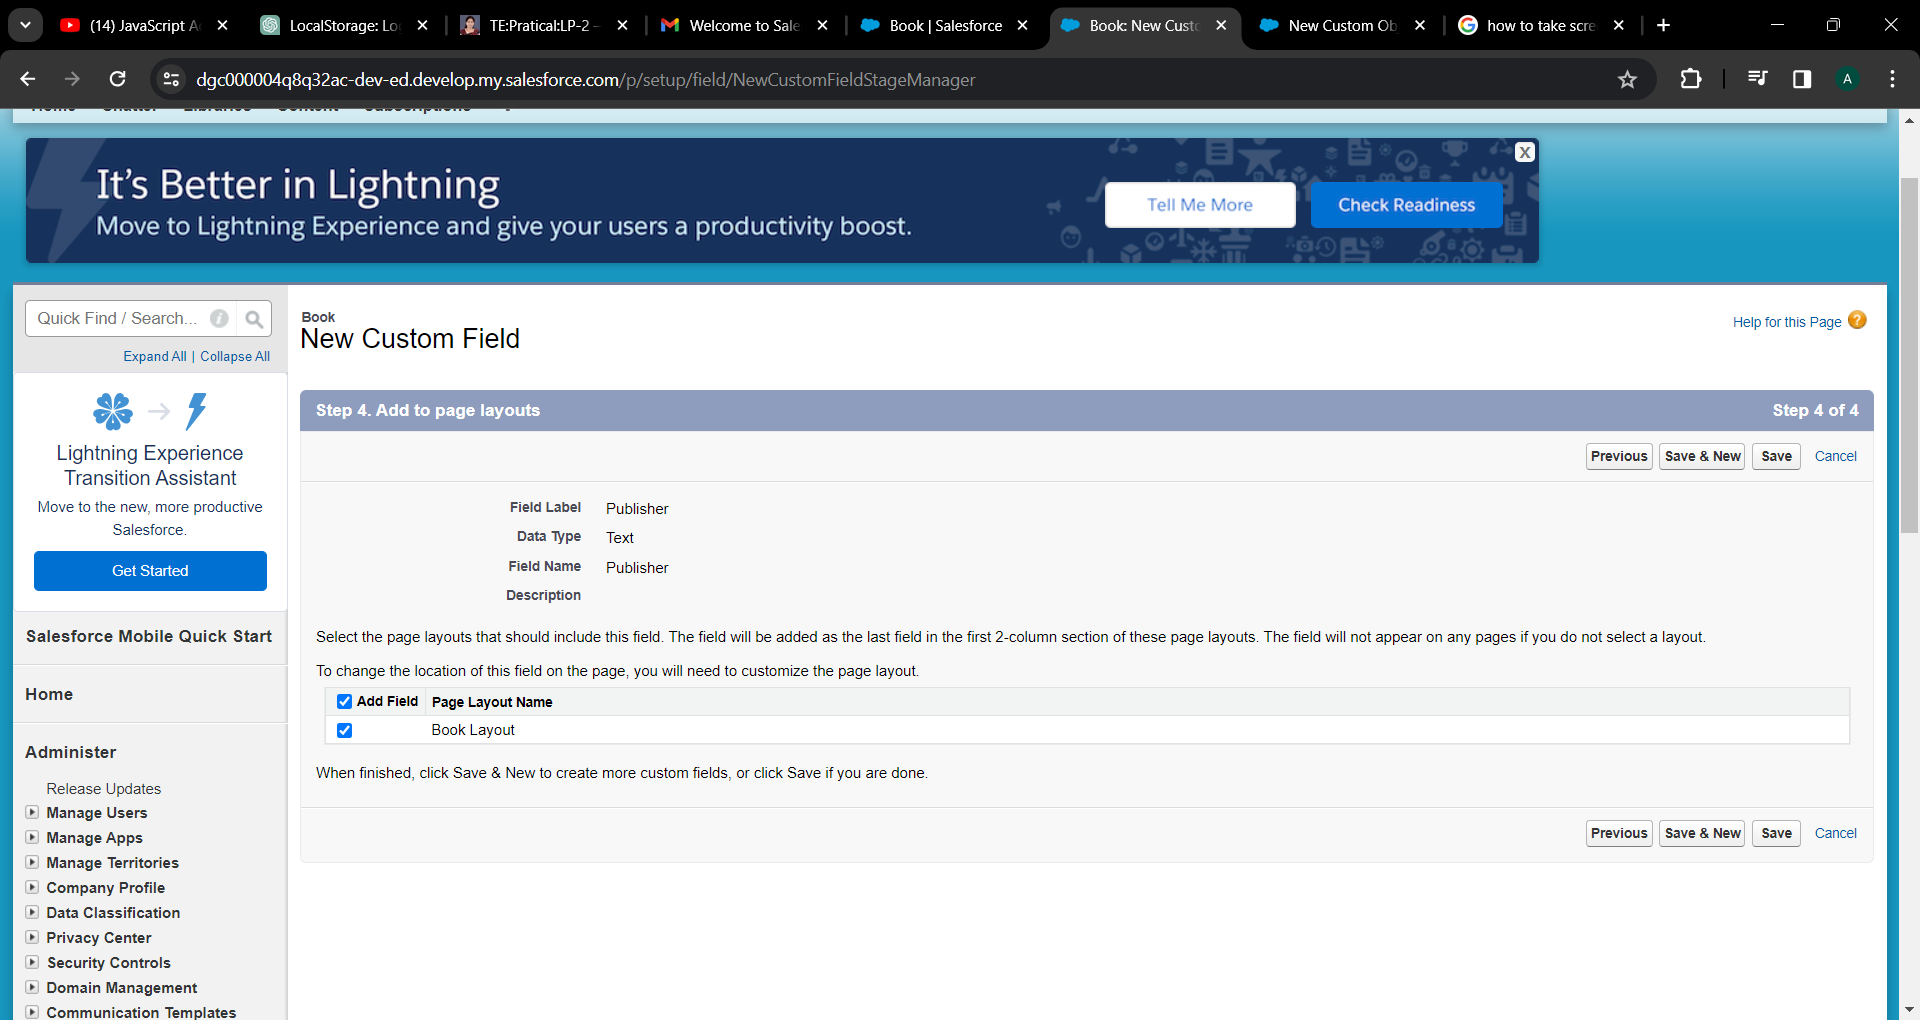 (14) JavaScript A
LocalStorage: Lo
TE:Pratical:LP-2 -
Welcome to Sale
Book | Salesforce
Book: New Custo
New Custom Ob
how to take scre
dgc000004q8q32ac-dev-ed.develop.my.salesforce.com/p/setup/field/NewCustomFieldStageManager
A
Home Chatter Libraries Content Subscriptions
It's Better in Lightning
Move to Lightning Experience and give your users a productivity boost.
Tell Me More
Check Readiness
X
Quick Find / Search...
Expand All | Collapse All
Lightning Experience
Transition Assistant
Move to the new, more productive
Salesforce.
Get Started
Salesforce Mobile Quick Start
Home
Administer
Release Updates
Manage Users
Manage Apps
Manage Territories
Company Profile
Data Classification
Privacy Center
Security Controls
Domain Management
Communication Templates
Book
New Custom Field
Help for this Page
Step 4. Add to page layouts
Step 4 of 4
Previous Save & New Save Cancel
Field Label Publisher
Data Type Text
Field Name Publisher
Description
Select the page layouts that should include this field. The field will be added as the last field in the first 2-column section of these page layouts. The field will not appear on any pages if you do not select a layout.
To change the location of this field on the page, you will need to customize the page layout.
Add Field Page Layout Name
Book Layout
When finished, click Save & New to create more custom fields, or click Save if you are done.
Previous Save & New Save Cancel